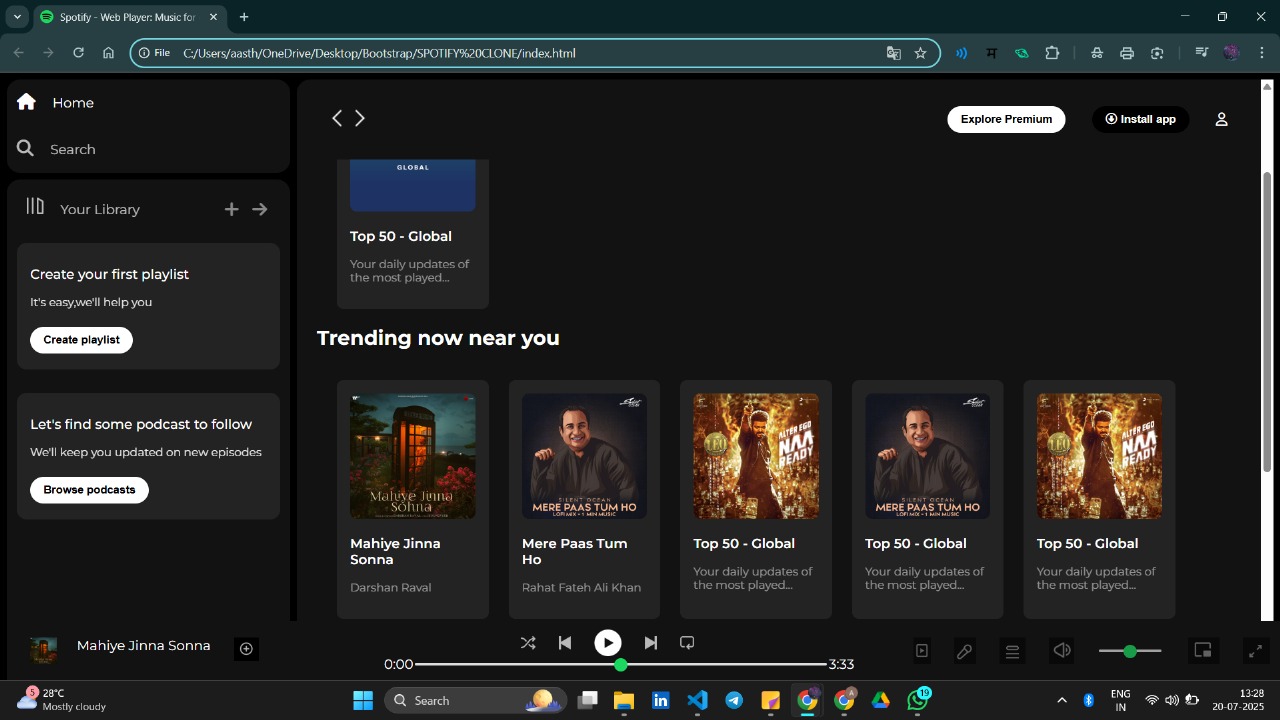 Spotify - Web Player: Music for
File C:/Users/aasth/OneDrive/Desktop/Bootstrap/SPOTIFY%20CLONE/index.html
Home
Search
Explore Premium
Install app
Your Library
GLOBAL
Top 50 - Global
Your daily updates of
the most played...
Create your first playlist
It's easy,we'll help you
Create playlist
Let's find some podcast to follow
We'll keep you updated on new episodes
Browse podcasts
Trending now near you
Mahiye Jinna
Sohna
Mahiye Jinna
Sonna
Darshan Raval
SILENT OCEAN
MERE PAAS TUM HO
LOFI MIX • 1 MIN MUSIC
Mere Paas Tum
Ho
Rahat Fateh Ali Khan
ALTER EGO
NAA
READY
Top 50 - Global
Your daily updates of
the most played...
SILENT OCEAN
MERE PAAS TUM HO
LOFI MIX • 1 MIN MUSIC
Top 50 - Global
Your daily updates of
the most played...
ALTER EGO
NAA
READY
Top 50 - Global
Your daily updates of
the most played...
Mahiye Jinna Sonna
0:00
3:33
5
28°C
Mostly cloudy
Search
19
ENG
IN
13:28
20-07-2025